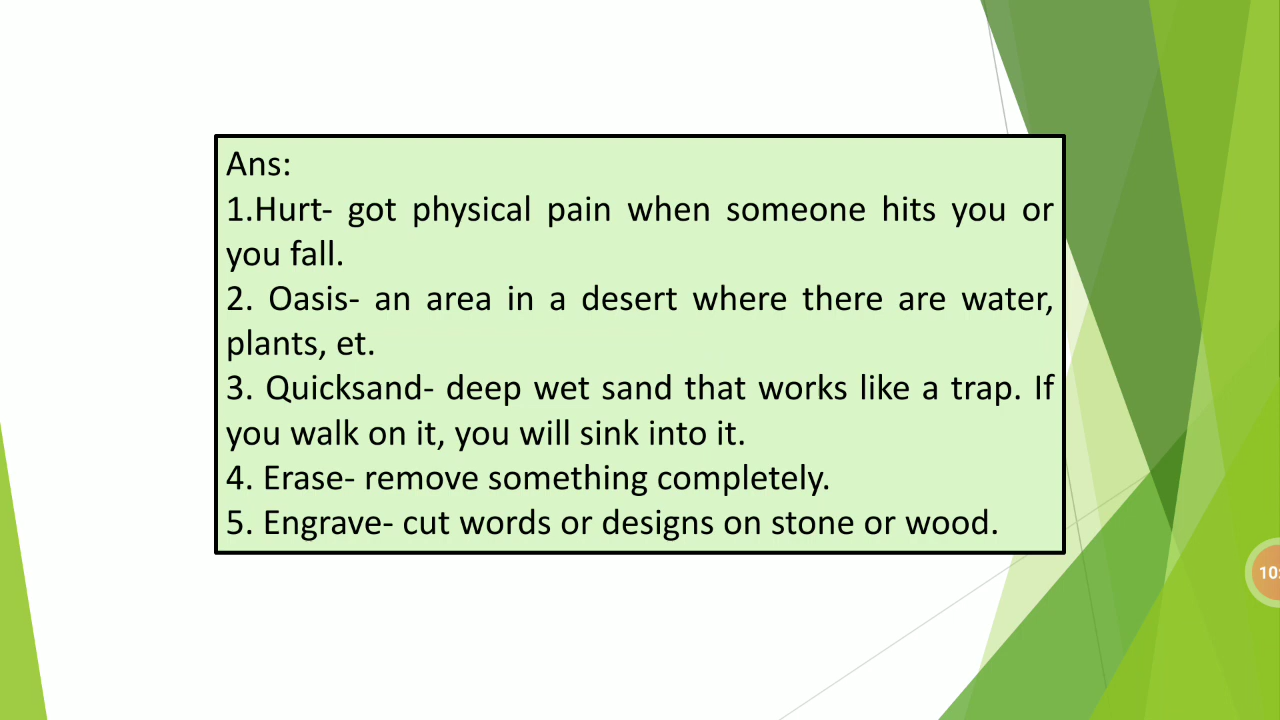 Ans:
1.Hurt- got physical pain when someone hits you or
you fall.
2. Oasis- an area in a desert where there are water,
plants, et.
3. Quicksand- deep wet sand that works like a trap. If
you walk on it, you will sink into it.
4. Erase- remove something completely.
5. Engrave- cut words or designs on stone or wood.